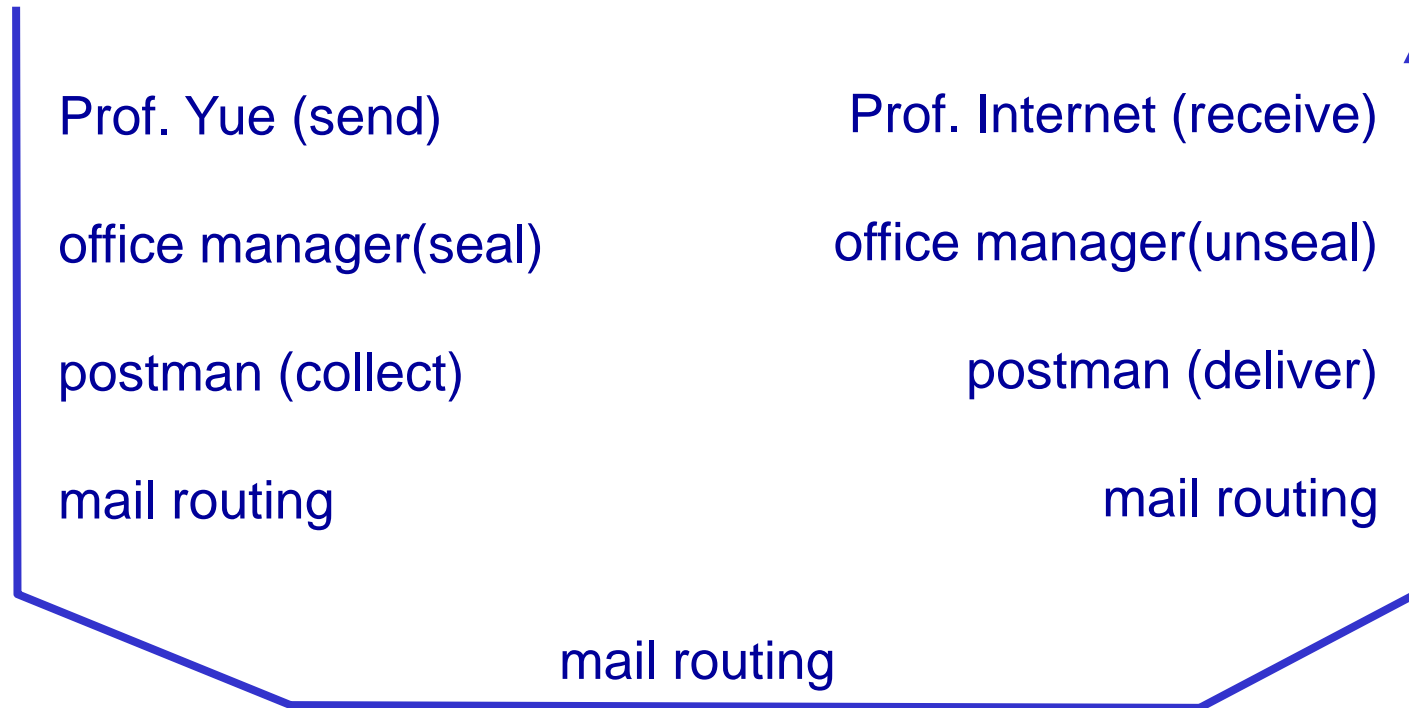 Prof. Yue (send)
Prof. Internet (receive)
office manager(seal)
office manager(unseal)
postman (collect)
postman (deliver)
mail routing
mail routing
mail routing